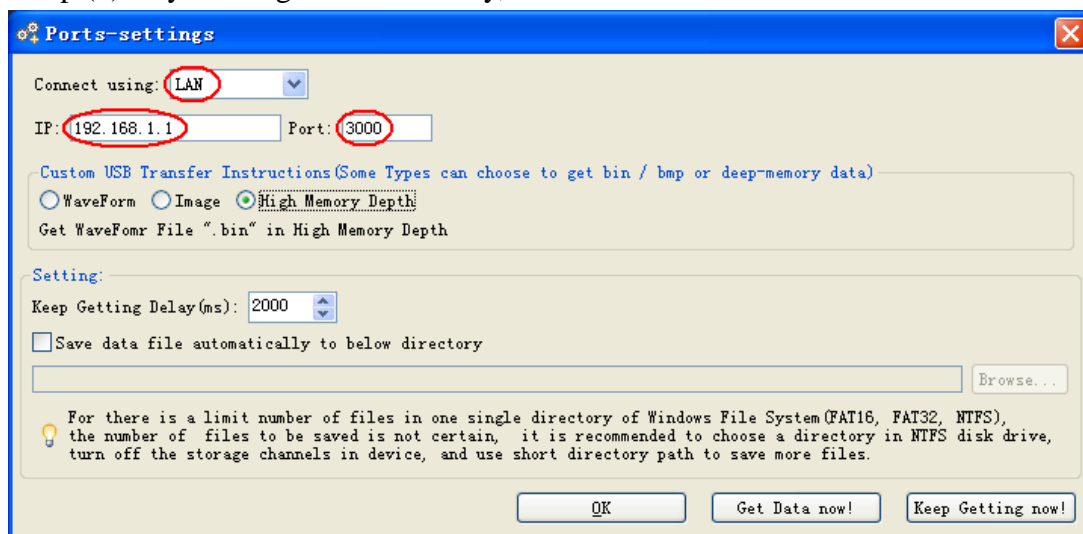 Ports-settings
Connect using: LAN
IP: 192.168.1.1 Port: 3000
Custom USB Transfer Instructions(Some Types can choose to get bin / bmp or deep-memory data)
WaveForm Image High Memory Depth
Get WaveFomr File ".bin" in High Memory Depth
Setting:
Keep Getting Delay(ms): 2000
Save data file automatically to below directory
Browse...
For there is a limit number of files in one single directory of Windows File System(FAT16, FAT32, NTFS),
the number of files to be saved is not certain, it is recommended to choose a directory in NTFS disk drive,
turn off the storage channels in device, and use short directory path to save more files.
OK Get Data now! Keep Getting now!